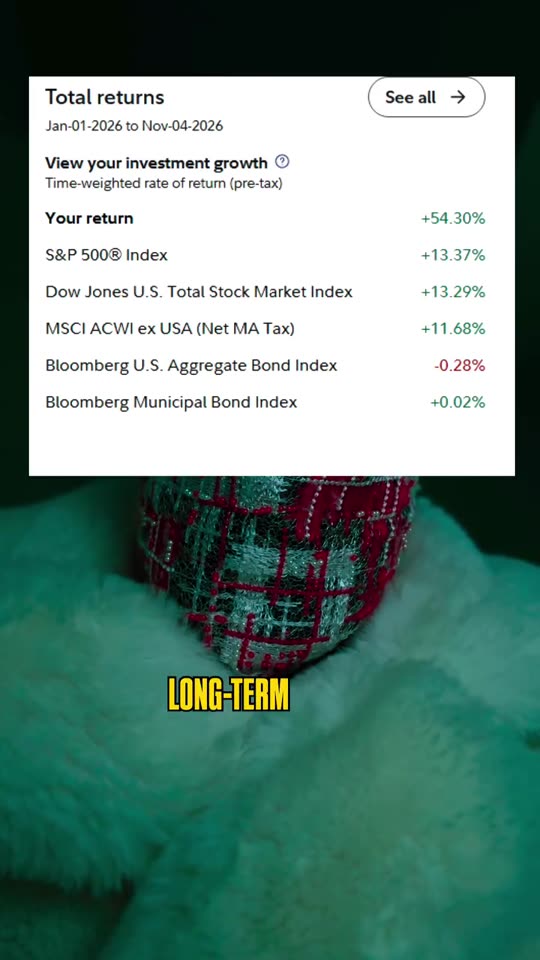 Total returns
See all →
Jan-01-2026 to Nov-04-2026
View your investment growth ?
Time-weighted rate of return (pre-tax)
Your return +54.30%
S&P 500® Index +13.37%
Dow Jones U.S. Total Stock Market Index +13.29%
MSCI ACWI ex USA (Net MA Tax) +11.68%
Bloomberg U.S. Aggregate Bond Index -0.28%
Bloomberg Municipal Bond Index +0.02%
LONG-TERM